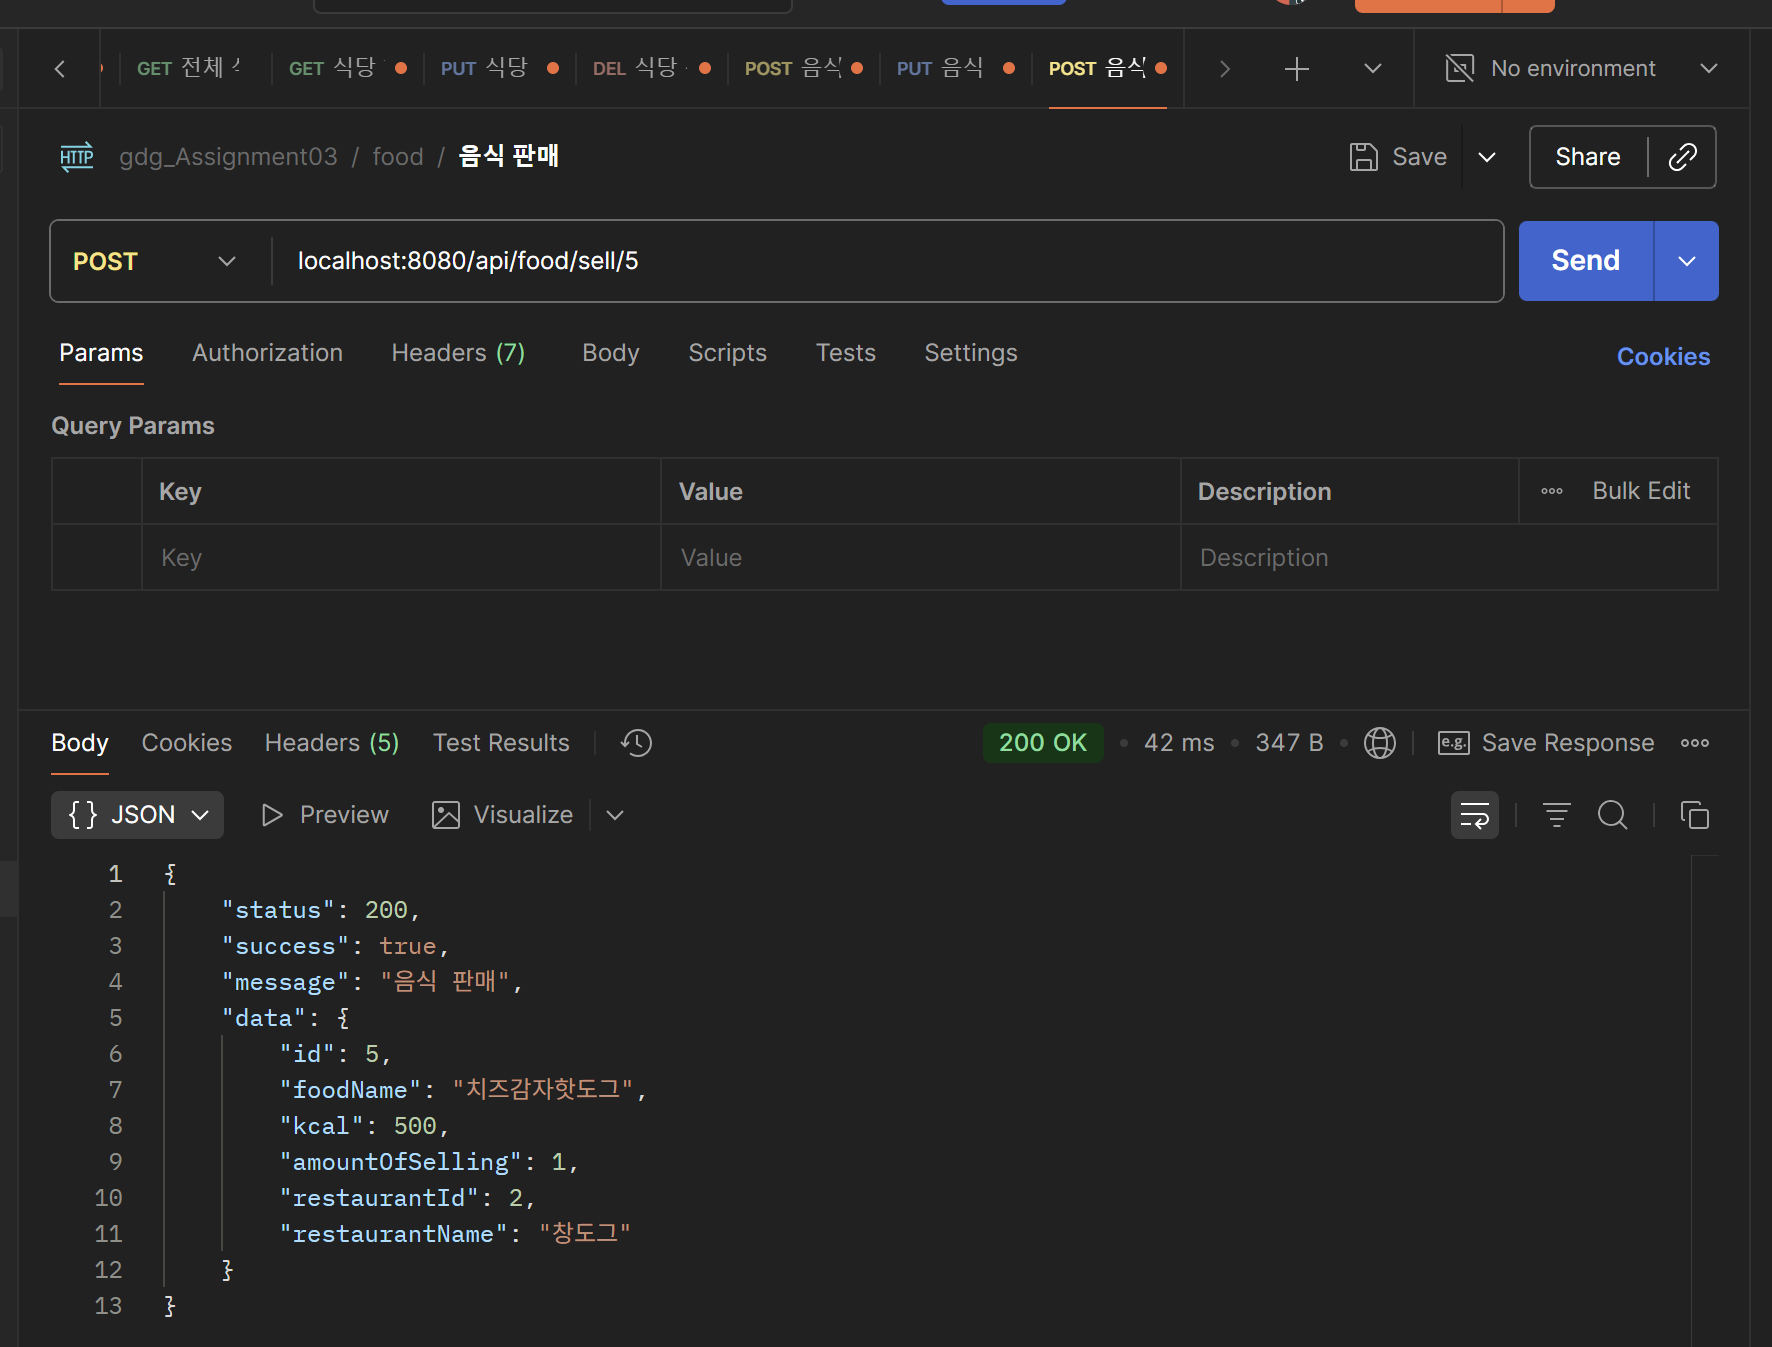 GET 전체
GET 식당
PUT 식당
DEL 식당
POST 음식
PUT 음식
POST 음식
No environment
HTTP gdg_Assignment03 / food / 음식 판매
Save
Share
POST
localhost:8080/api/food/sell/5
Send
Params Authorization Headers (7) Body Scripts Tests Settings
Cookies
Query Params
Key Value Description Bulk Edit
Key Value Description
Body Cookies Headers (5) Test Results
200 OK • 42 ms • 347 B •
e.g. Save Response
{} JSON Preview Visualize
1 {
2 "status": 200,
3 "success": true,
4 "message": "음식 판매",
5 "data": {
6 "id": 5,
7 "foodName": "치즈감자핫도그",
8 "kcal": 500,
9 "amountOfSelling": 1,
10 "restaurantId": 2,
11 "restaurantName": "창도그"
12 }
13 }